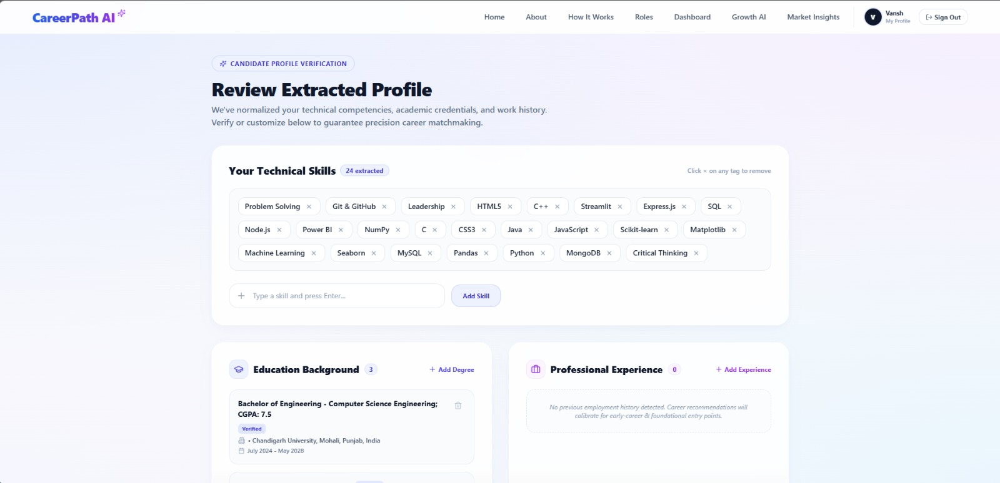 CareerPath AI
Home About How It Works Roles Dashboard Growth AI Market Insights
V Vansh
My Profile
Sign Out
CANDIDATE PROFILE VERIFICATION
Review Extracted Profile
We've normalized your technical competencies, academic credentials, and work history.
Verify or customize below to guarantee precision career matchmaking.
Your Technical Skills 24 extracted
Click × on any tag to remove
Problem Solving × Git & GitHub × Leadership × HTML5 × C++ × Streamlit × Express.js × SQL ×
Node.js × Power BI × NumPy × C × CSS3 × Java × JavaScript × Scikit-learn × Matplotlib ×
Machine Learning × Seaborn × MySQL × Pandas × Python × MongoDB × Critical Thinking ×
+ Type a skill and press Enter...
Add Skill
Education Background 3
+ Add Degree
Bachelor of Engineering - Computer Science Engineering;
CGPA: 7.5
Verified
• Chandigarh University, Mohali, Punjab, India
July 2024 - May 2028
Professional Experience 0
+ Add Experience
No previous employment history detected. Career recommendations will
calibrate for early-career & foundational entry points.